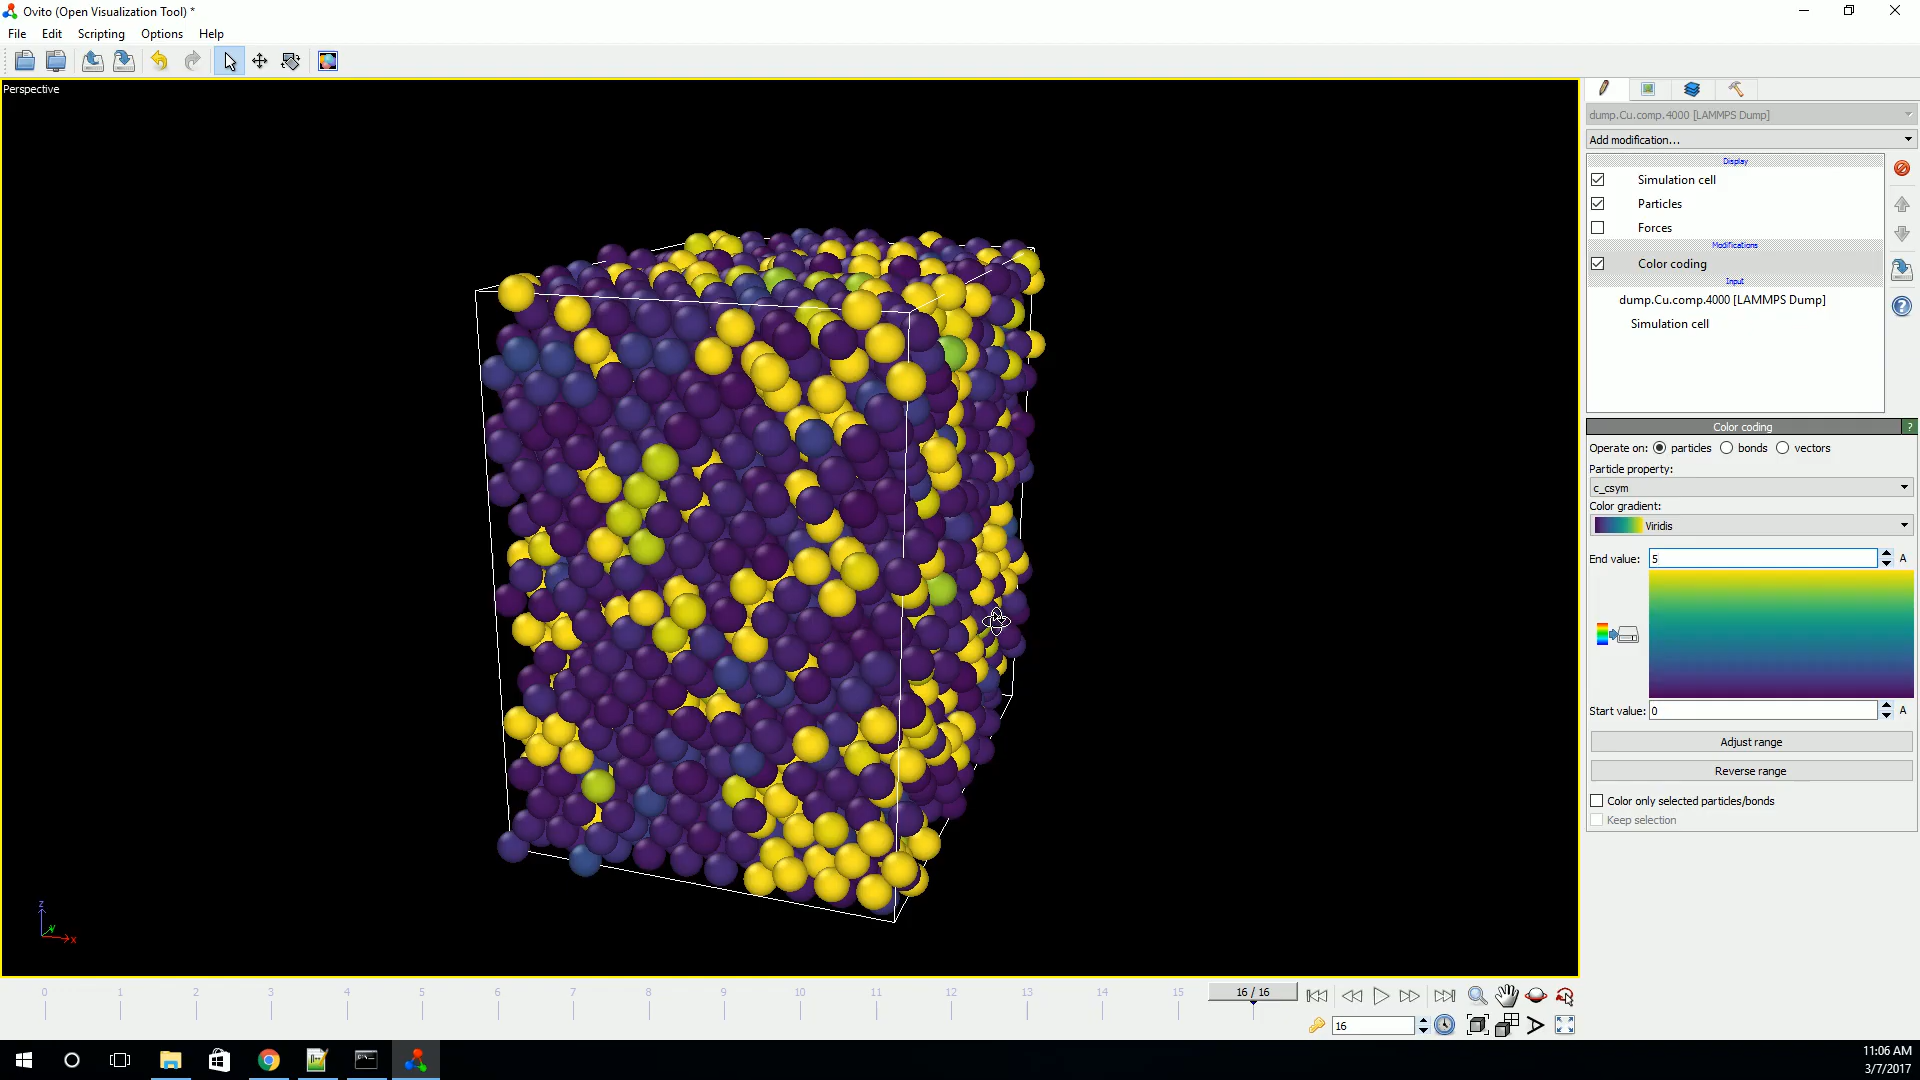 Ovito (Open Visualization Tool) *
File Edit Scripting Options Help
Perspective
dump.Cu.comp.4000 [LAMMPS Dump]
Add modification...
Display
Simulation cell
Particles
Forces
Modifications
Color coding
Input
dump.Cu.comp.4000 [LAMMPS Dump]
Simulation cell
Color coding ?
Operate on: particles bonds vectors
Particle property:
c_csym
Color gradient:
Viridis
End value: 5 A
Start value: 0 A
Adjust range
Reverse range
Color only selected particles/bonds
Keep selection
z
y
x
0 1 2 3 4 5 6 7 8 9 10 11 12 13 14 15 16 / 16
16
11:06 AM
3/7/2017